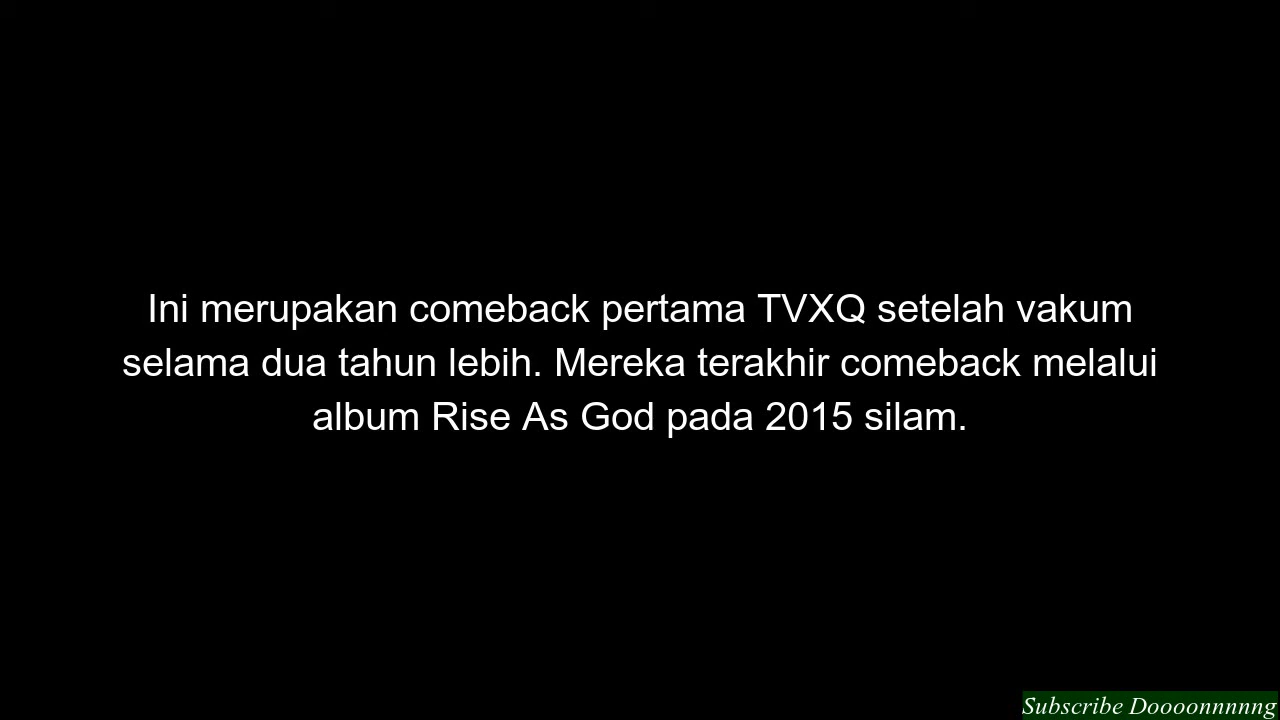 Ini merupakan comeback pertama TVXQ setelah vakum
selama dua tahun lebih. Mereka terakhir comeback melalui
album Rise As God pada 2015 silam.
Subscribe Doooonnnnng